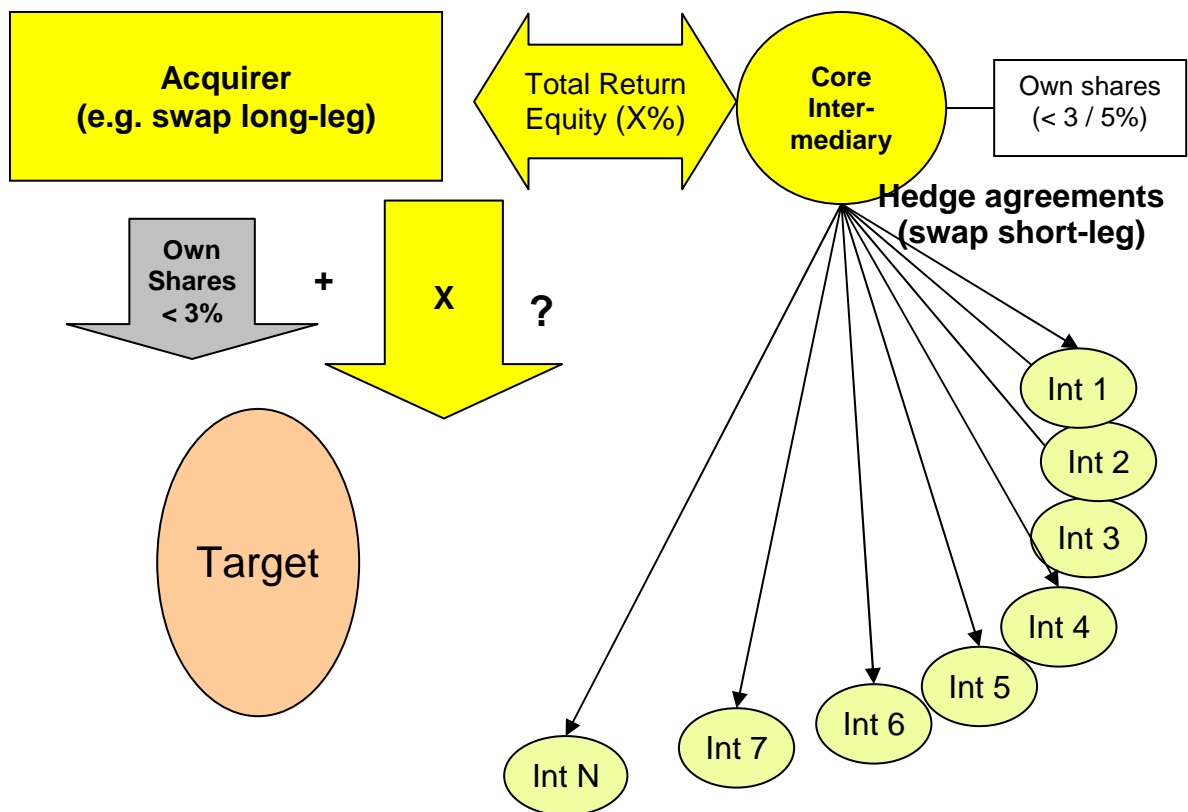 Acquirer
(e.g. swap long-leg)
Total Return
Equity (X%)
Core
Inter-
mediary
Own shares
(< 3 / 5%)
Hedge agreements
(swap short-leg)
Own
Shares
< 3%
+
X
?
Int 1
Int 2
Int 3
Int 4
Int 5
Int 6
Int 7
Int N
Target